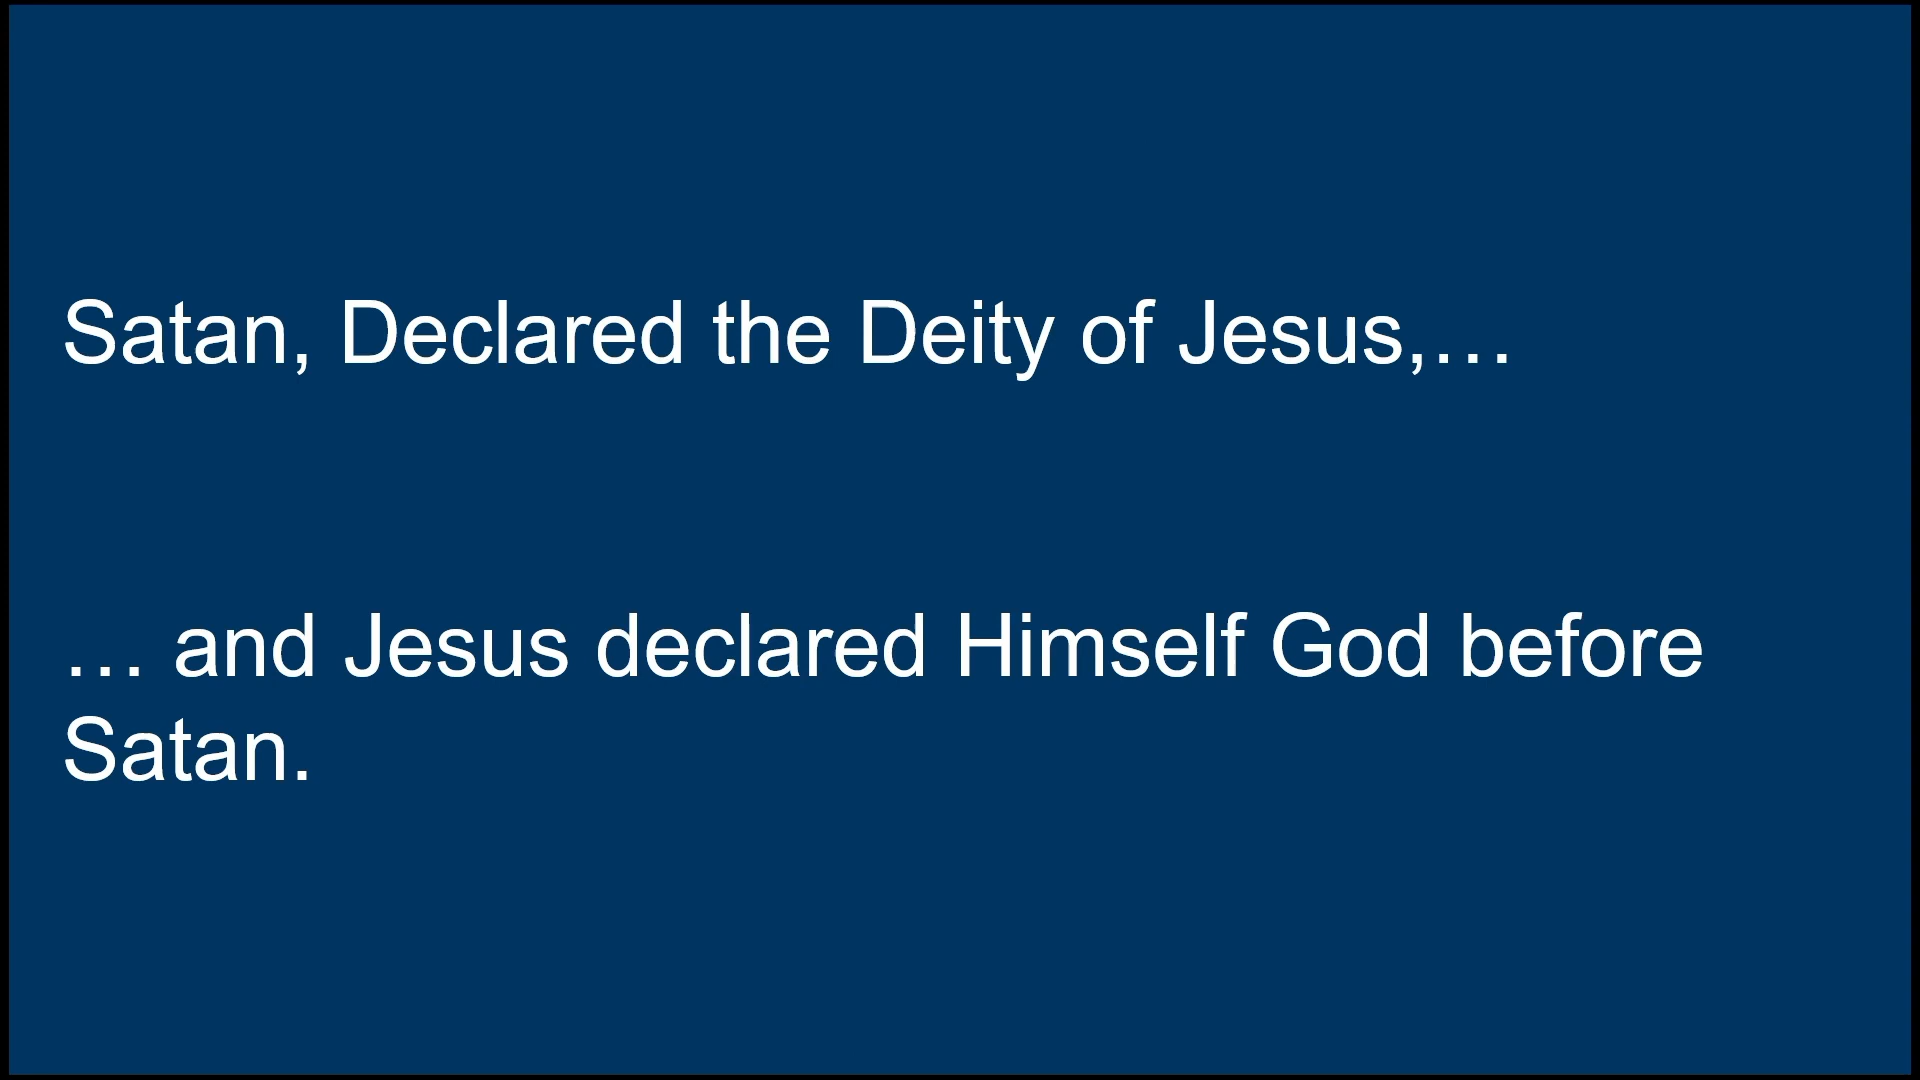 Satan, Declared the Deity of Jesus,…
… and Jesus declared Himself God before
Satan.